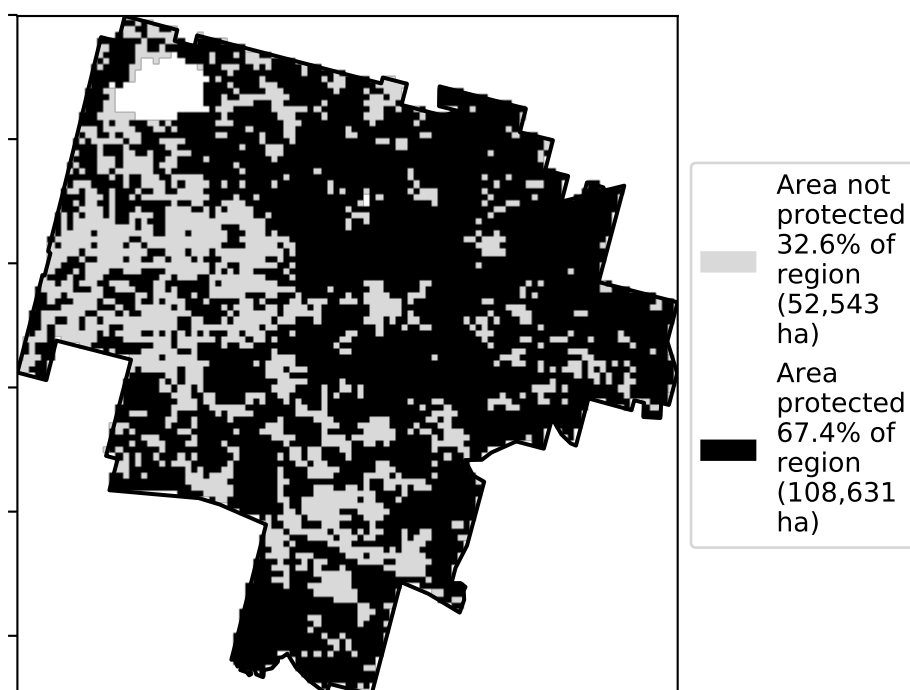 Area not
protected
32.6% of
region
(52,543
ha)
Area
protected
67.4% of
region
(108,631
ha)